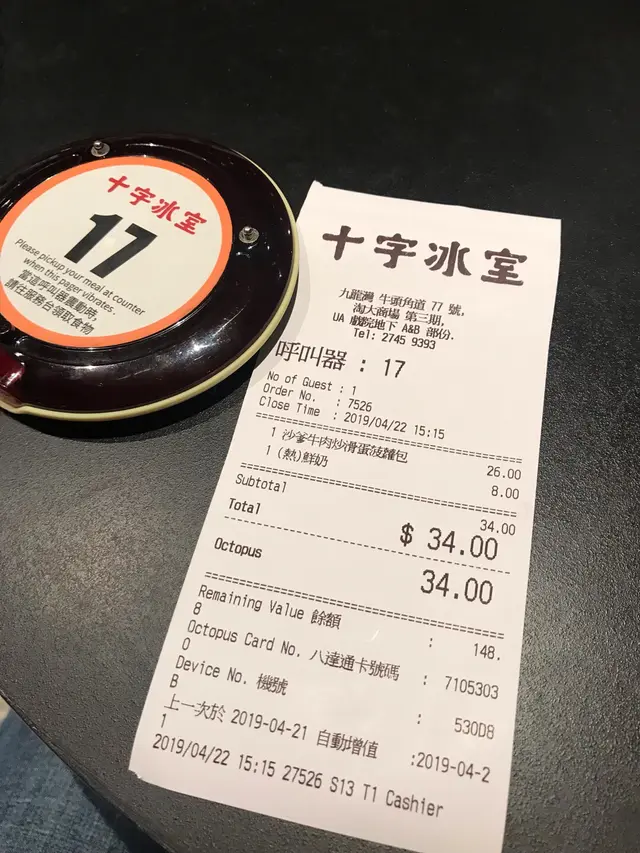 十字冰室
17
Please pickup your meal at counter
when this pager vibrates.
當這呼叫器震動時,
請往服務台領取食物
十字冰室
九龍灣 牛頭角道 77 號,
淘大商場 第三期,
UA 戲院地下 A&B 部份.
Tel: 2745 9393
呼叫器 : 17
No of Guest : 1
Order No. : 7526
Close Time : 2019/04/22 15:15
1 沙爹牛肉炒滑蛋菠蘿包 26.00
1 (熱)鮮奶 8.00
Subtotal 34.00
Total $ 34.00
Octopus 34.00
Remaining Value 餘額 : 148.
8
Octopus Card No. 八達通卡號碼 : 7105303
0
Device No. 機號 : 530D8
B
上一次於 2019-04-21 自動增值 :2019-04-2
1
2019/04/22 15:15 27526 S13 T1 Cashier